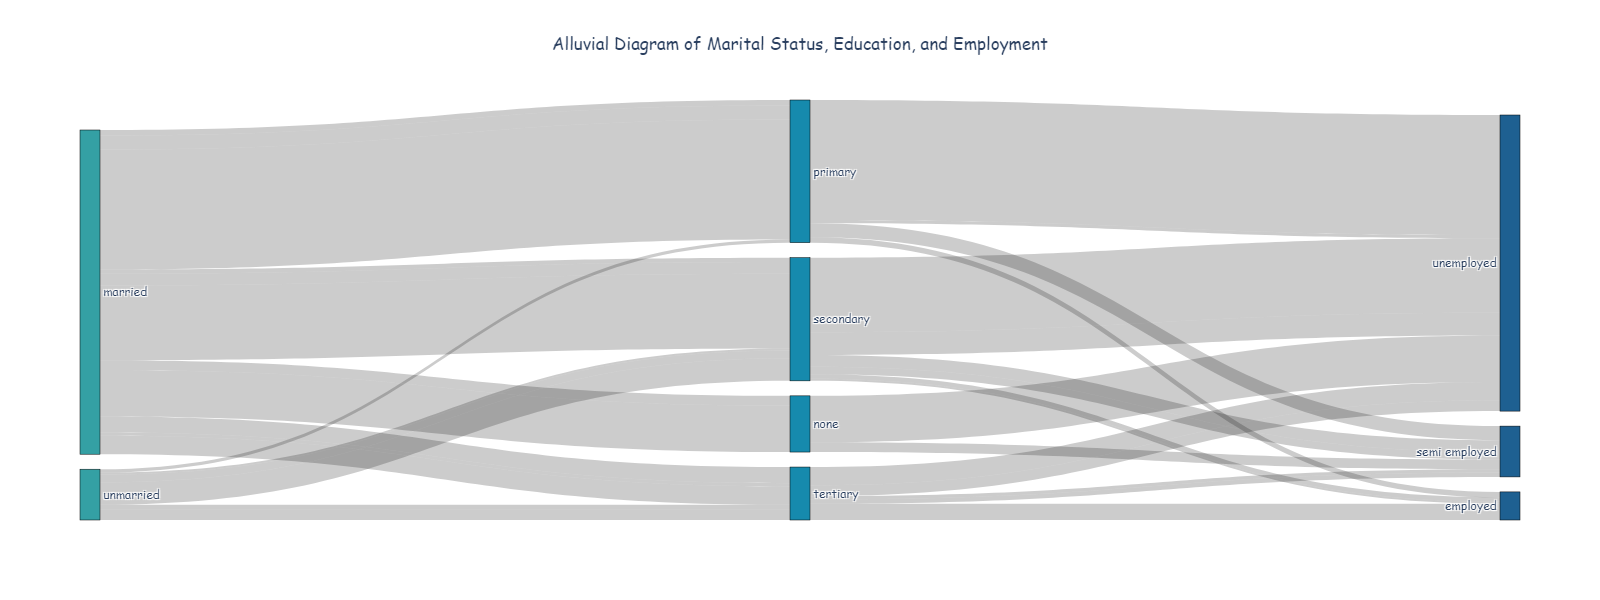 Alluvial Diagram of Marital Status, Education, and Employment
primary
unemployed
married
secondary
none
semi employed
unmarried
tertiary
employed